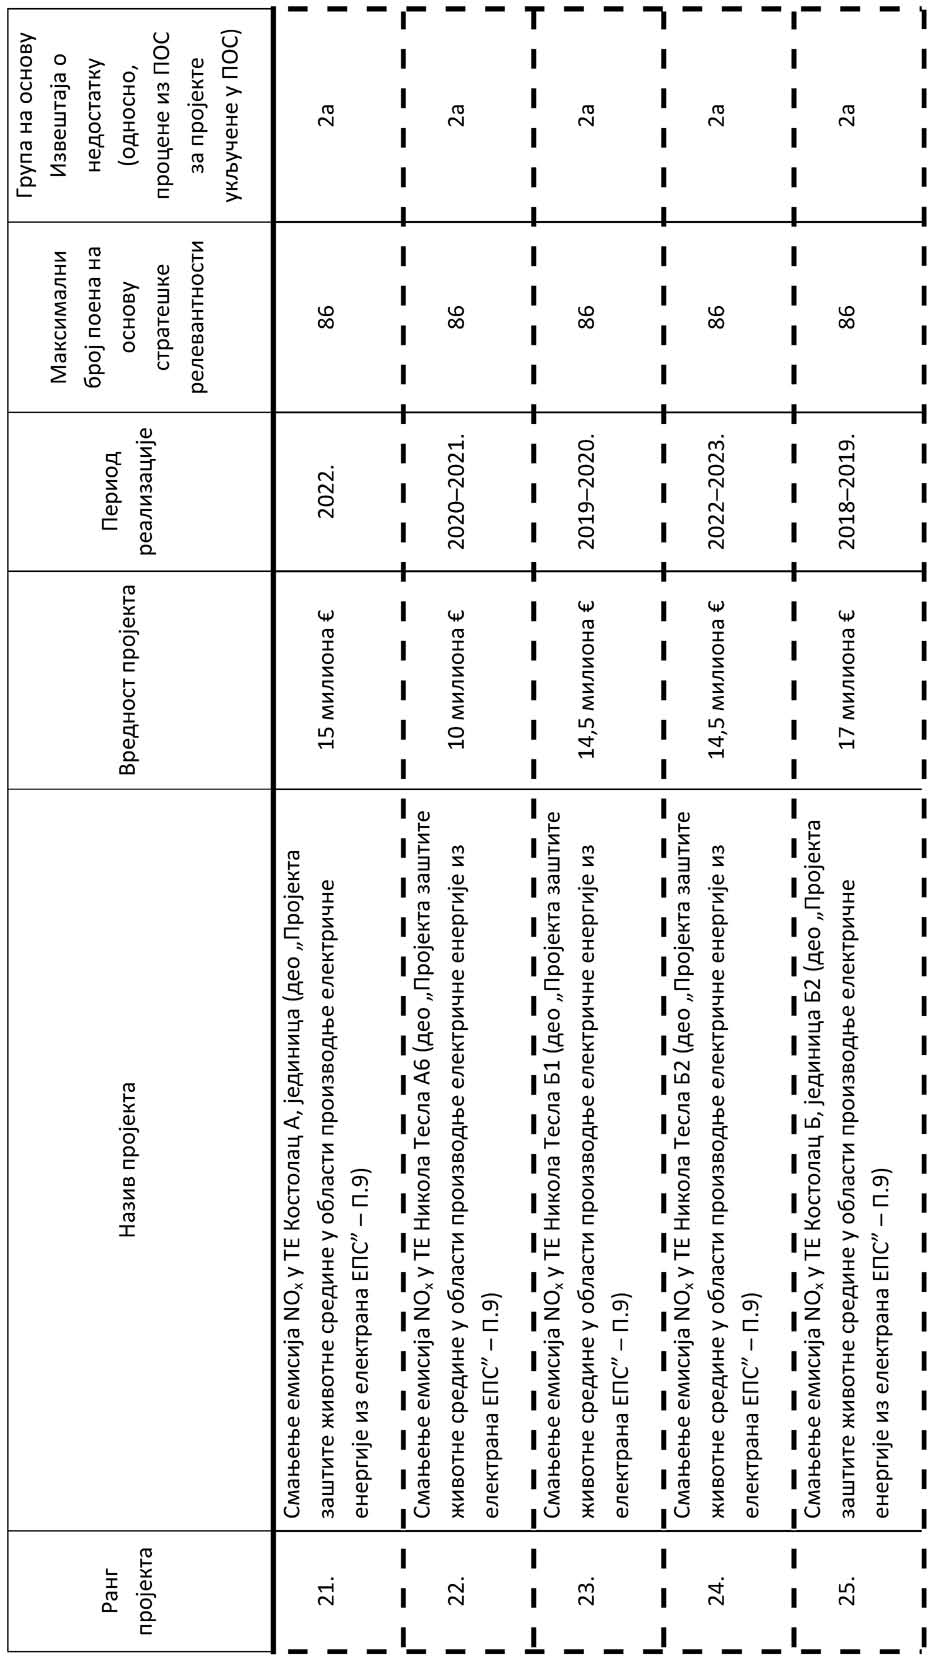 Ранг
пројекта
Назив пројекта
Вредност пројекта
Период
реализације
Максимални
број поена на
основу
стратешке
релевантности
Група на основу
Извештаја о
недостатку
(односно,
процене из ПОС
за пројекте
укључене у ПОС)
21.
Смањење емисија NOx у ТЕ Костолац А, јединица (део „Пројекта
заштите животне средине у области производње електричне
енергије из електрана ЕПС” – П.9)
15 милиона €
2022.
86
2а
22.
Смањење емисија NOx у ТЕ Никола Тесла А6 (део „Пројекта заштите
животне средине у области производње електричне енергије из
електрана ЕПС” – П.9)
10 милиона €
2020–2021.
86
2а
23.
Смањење емисија NOx у ТЕ Никола Тесла Б1 (део „Пројекта заштите
животне средине у области производње електричне енергије из
електрана ЕПС” – П.9)
14,5 милиона €
2019–2020.
86
2а
24.
Смањење емисија NOx у ТЕ Никола Тесла Б2 (део „Пројекта заштите
животне средине у области производње електричне енергије из
електрана ЕПС” – П.9)
14,5 милиона €
2022–2023.
86
2а
25.
Смањење емисија NOx у ТЕ Костолац Б, јединица Б2 (део „Пројекта
заштите животне средине у области производње електричне
енергије из електрана ЕПС” – П.9)
17 милиона €
2018–2019.
86
2а